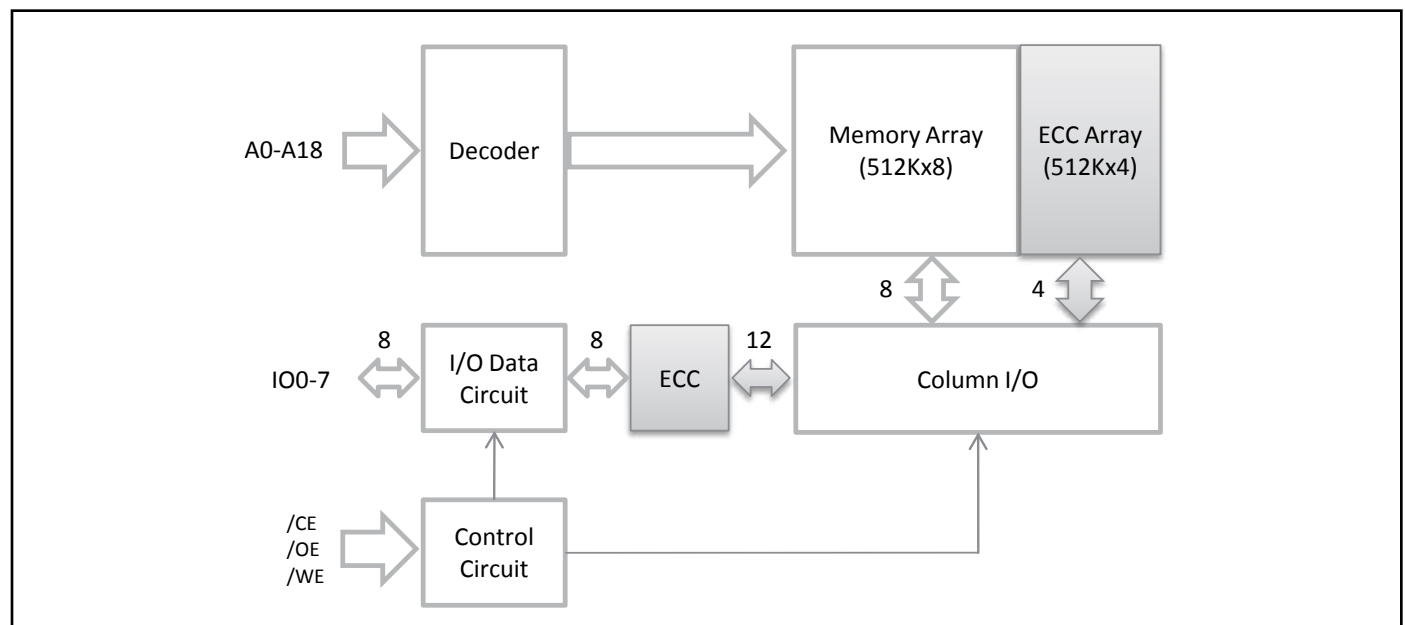 A0-A18
Decoder
Memory Array
(512Kx8)
ECC Array
(512Kx4)
8
4
IO0-7
8
I/O Data
Circuit
8
ECC
12
Column I/O
/CE
/OE
/WE
Control
Circuit